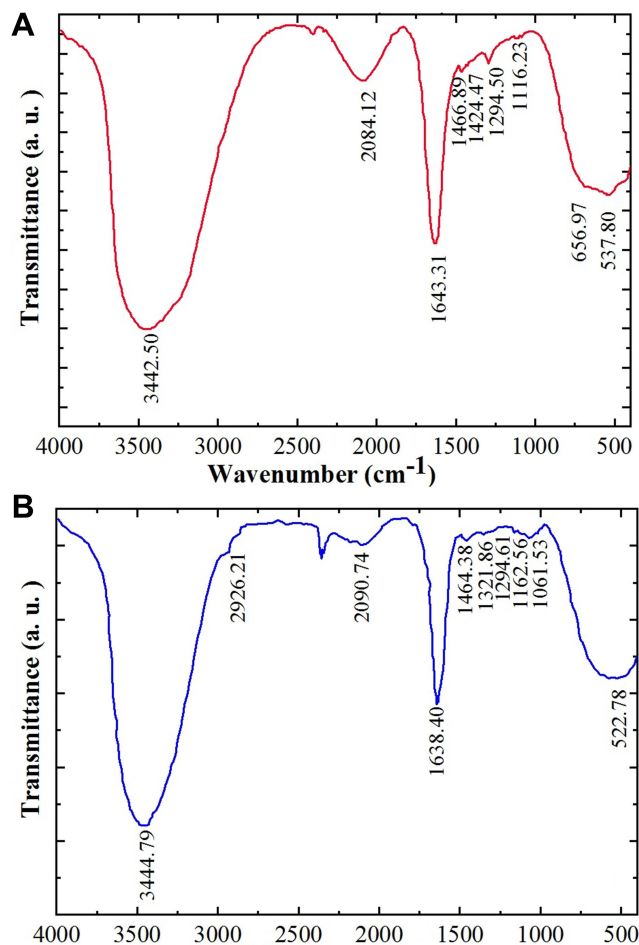 A
Transmittance (a. u.)
3442.50
2084.12
1643.31
1466.89
1424.47
1294.50
1116.23
656.97
537.80
4000 3500 3000 2500 2000 1500 1000 500
Wavenumber (cm-1)
B
Transmittance (a. u.)
3444.79
2926.21
2090.74
1638.40
1464.38
1321.86
1294.61
1162.56
1061.53
522.78
4000 3500 3000 2500 2000 1500 1000 500